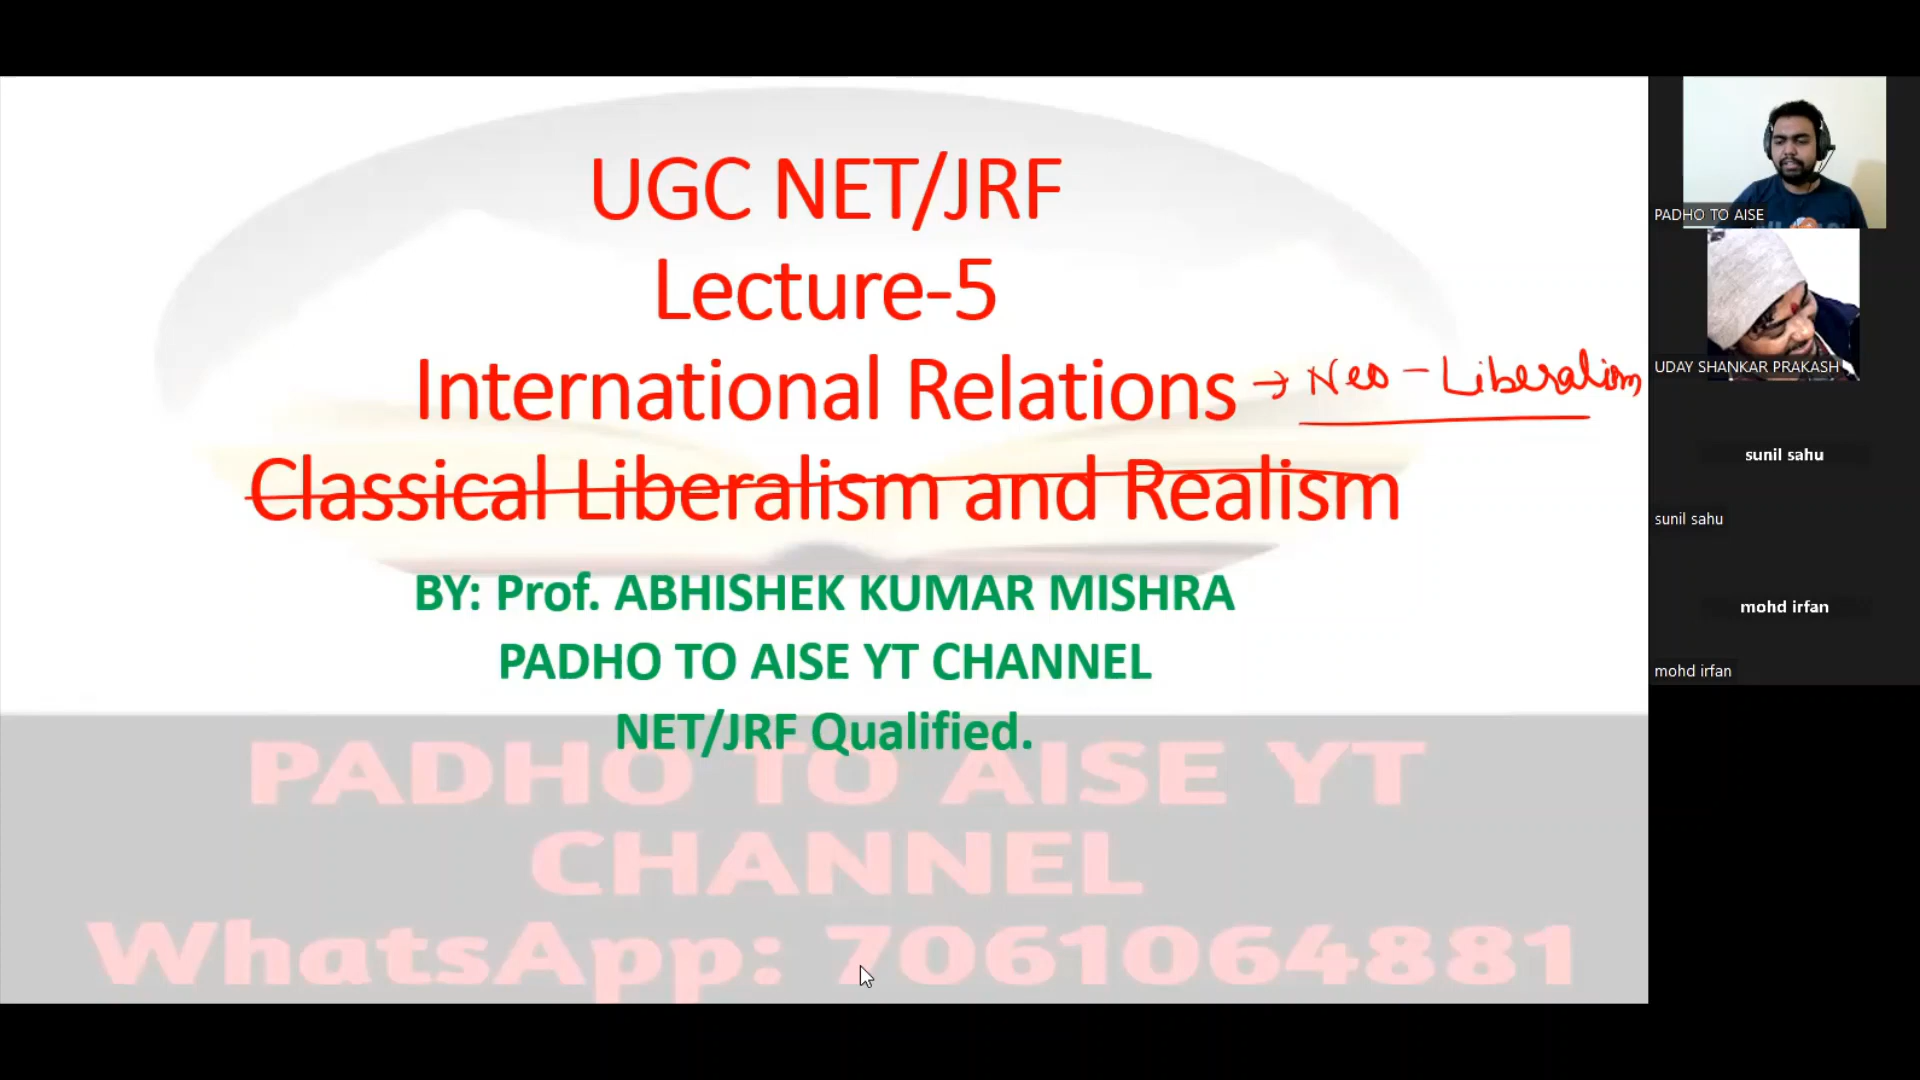 UGC NET/JRF
Lecture-5
International Relations → Neo-Liberalism
Classical Liberalism and Realism
BY: Prof. ABHISHEK KUMAR MISHRA
PADHO TO AISE YT CHANNEL
NET/JRF Qualified.
PADHO TO AISE YT
CHANNEL
WhatsApp: 7061064881
PADHO TO AISE
UDAY SHANKAR PRAKASH
sunil sahu
sunil sahu
mohd irfan
mohd irfan